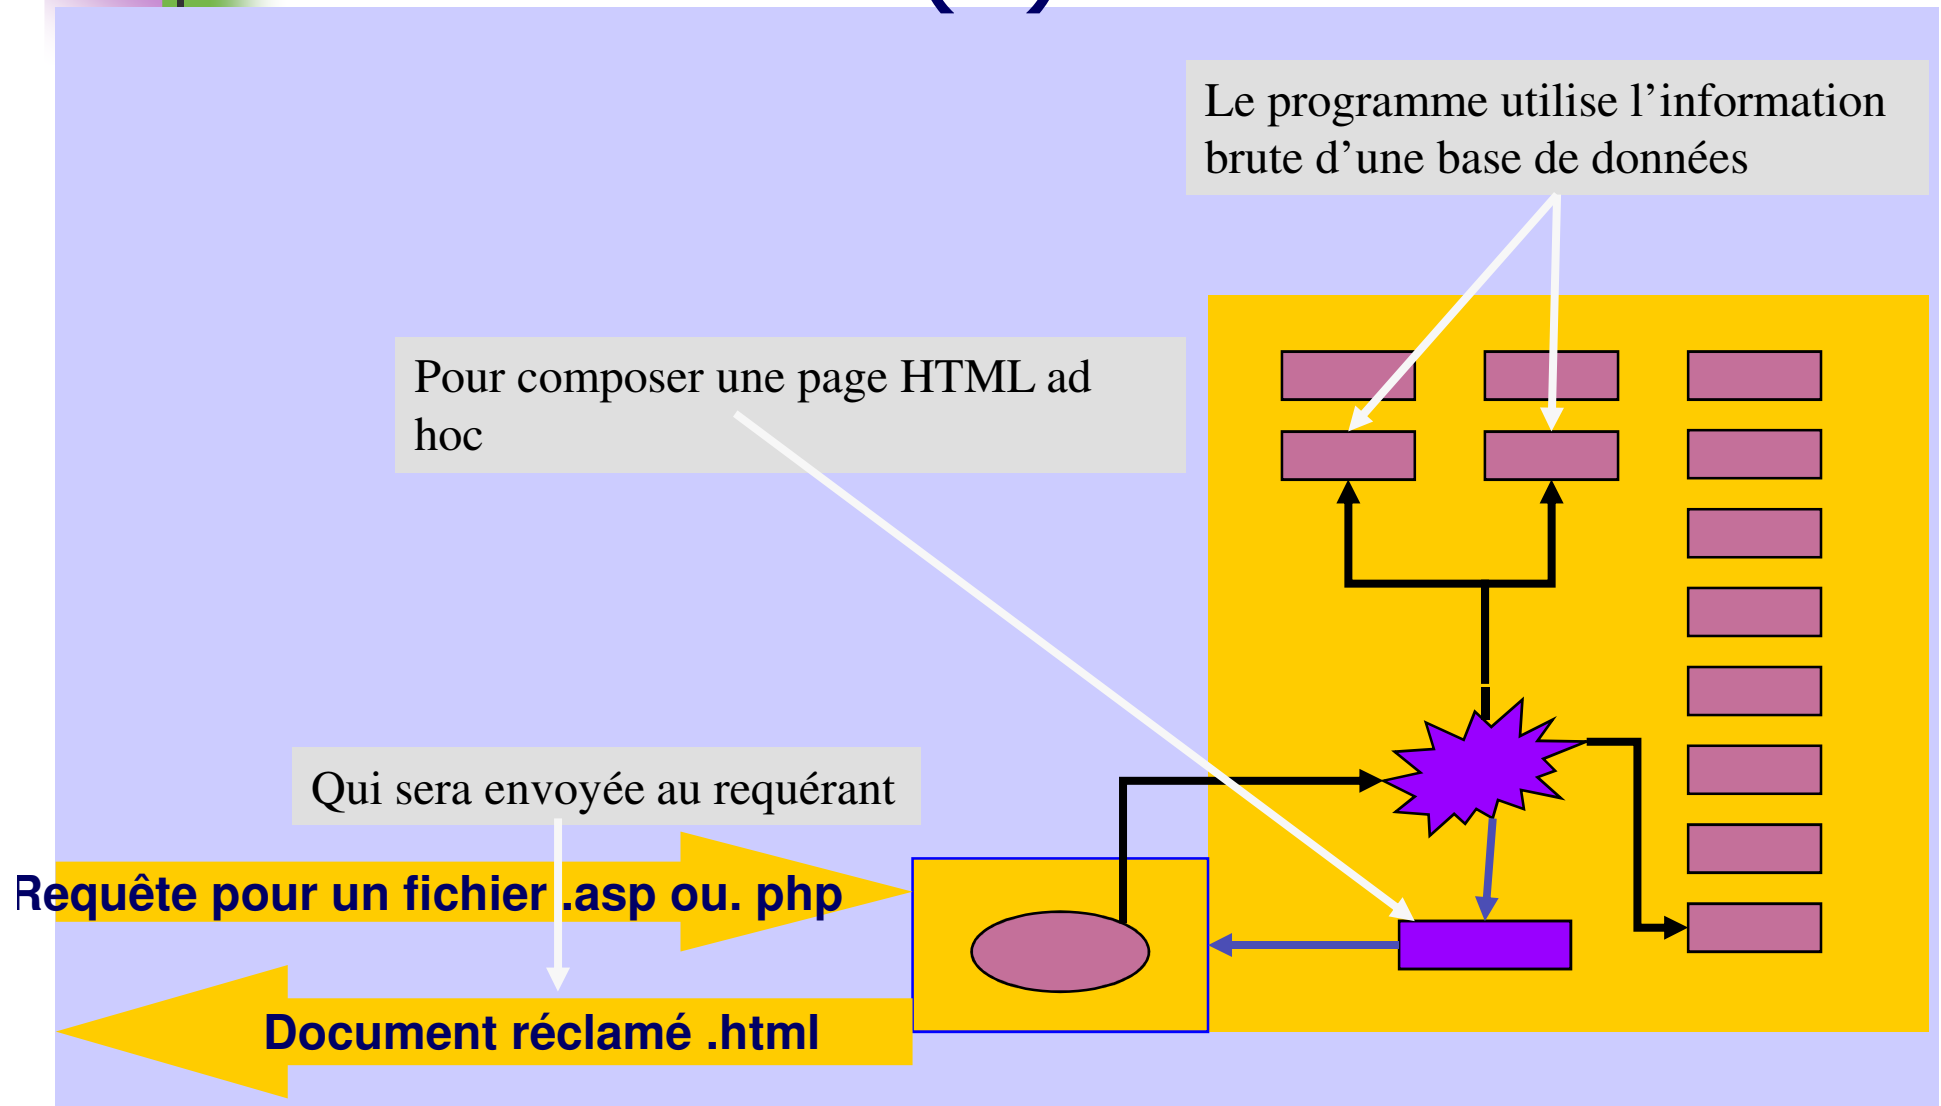 Le programme utilise l’information
brute d’une base de données
Pour composer une page HTML ad
hoc
Qui sera envoyée au requérant
Requête pour un fichier .asp ou. php
Document réclamé .html